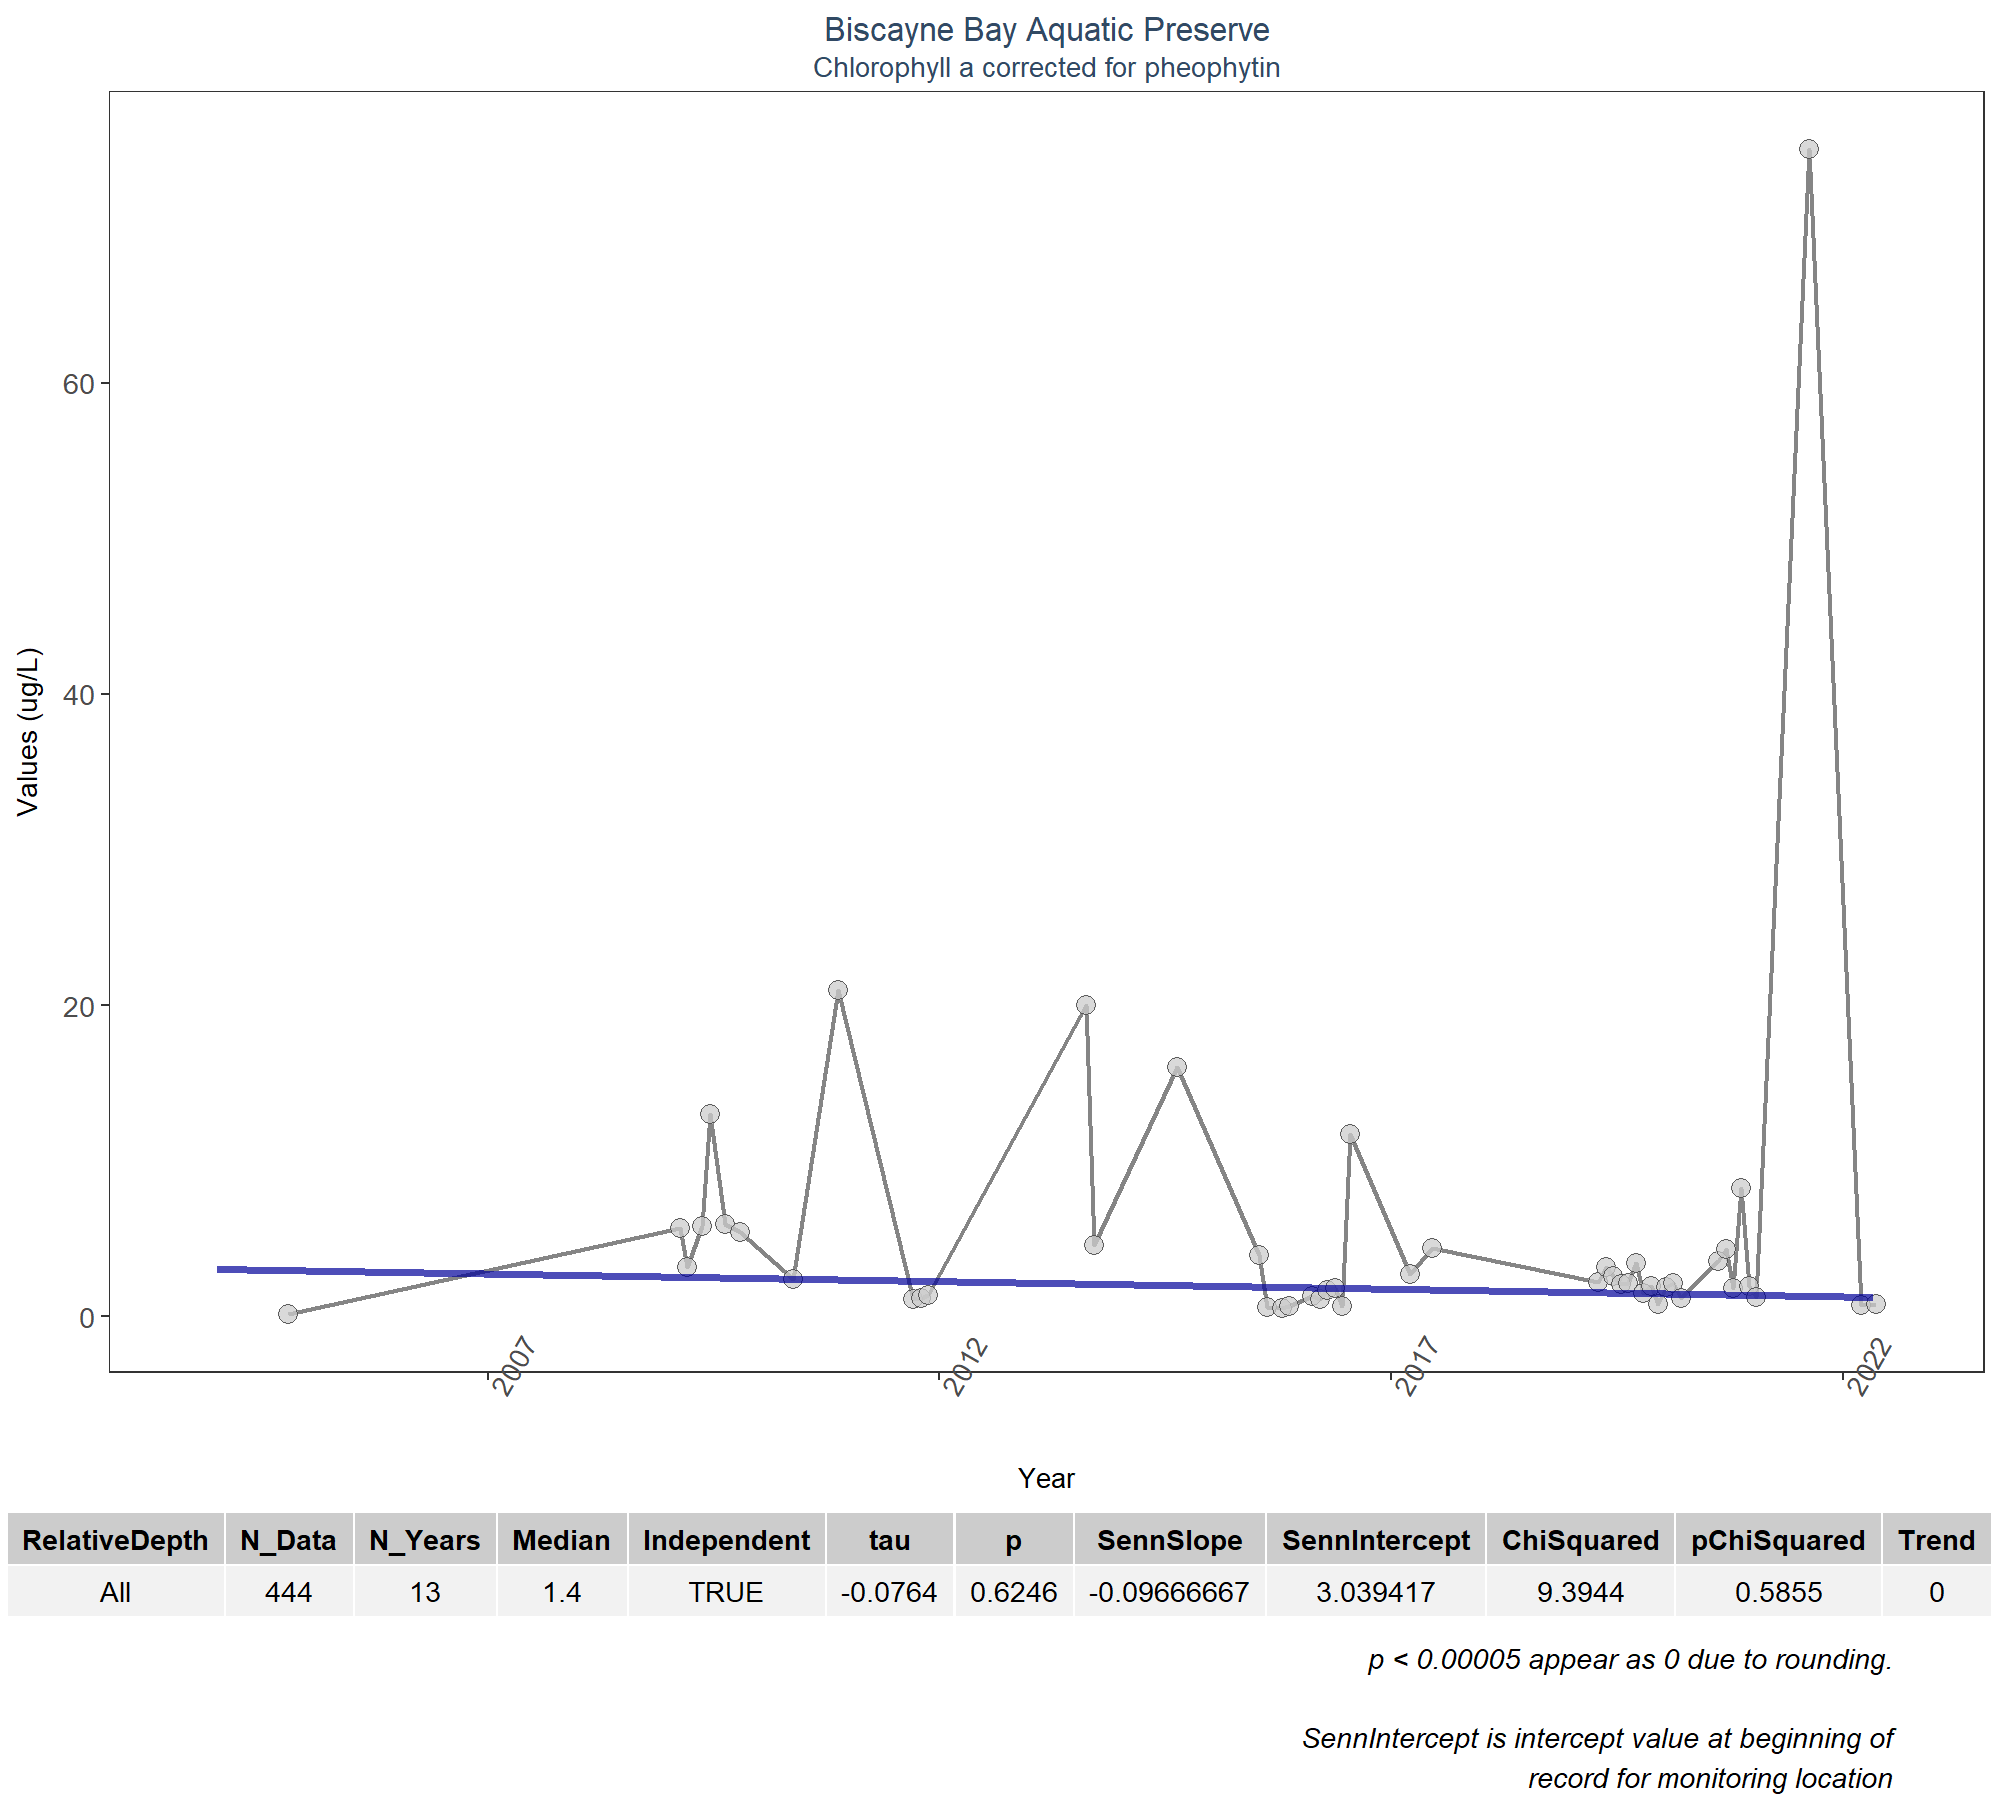 Biscayne Bay Aquatic Preserve
Chlorophyll a corrected for pheophytin
Values (ug/L)
60
40
20
0
2007 2012 2017 2022
Year
RelativeDepth N_Data N_Years Median Independent tau p SennSlope SennIntercept ChiSquared pChiSquared Trend
All 444 13 1.4 TRUE -0.0764 0.6246 -0.09666667 3.039417 9.3944 0.5855 0
p < 0.00005 appear as 0 due to rounding.
SennIntercept is intercept value at beginning of
record for monitoring location